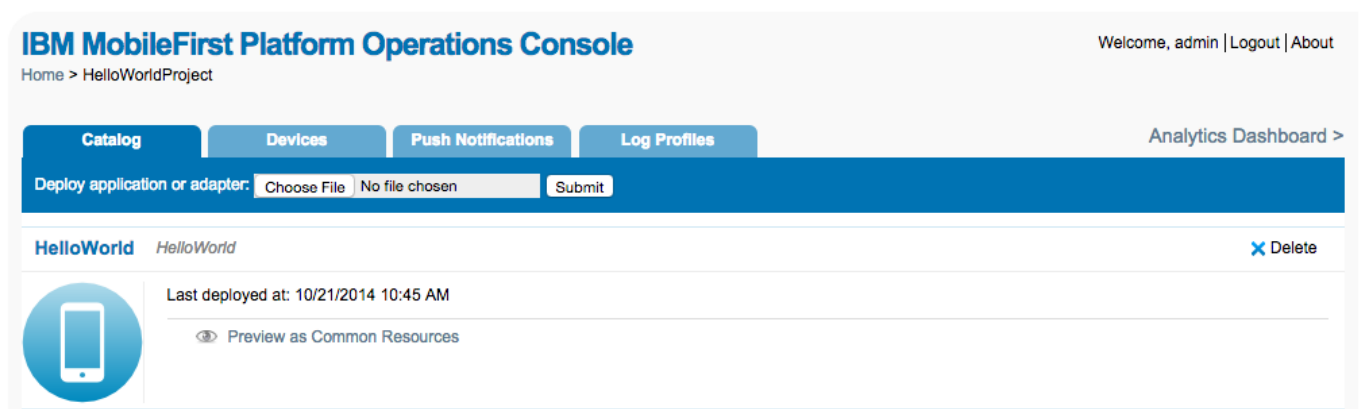 IBM MobileFirst Platform Operations Console
Welcome, admin | Logout | About
Home > HelloWorldProject
Catalog
Devices
Push Notifications
Log Profiles
Analytics Dashboard >
Deploy application or adapter: Choose File No file chosen Submit
HelloWorld HelloWorld
Delete
Last deployed at: 10/21/2014 10:45 AM
Preview as Common Resources